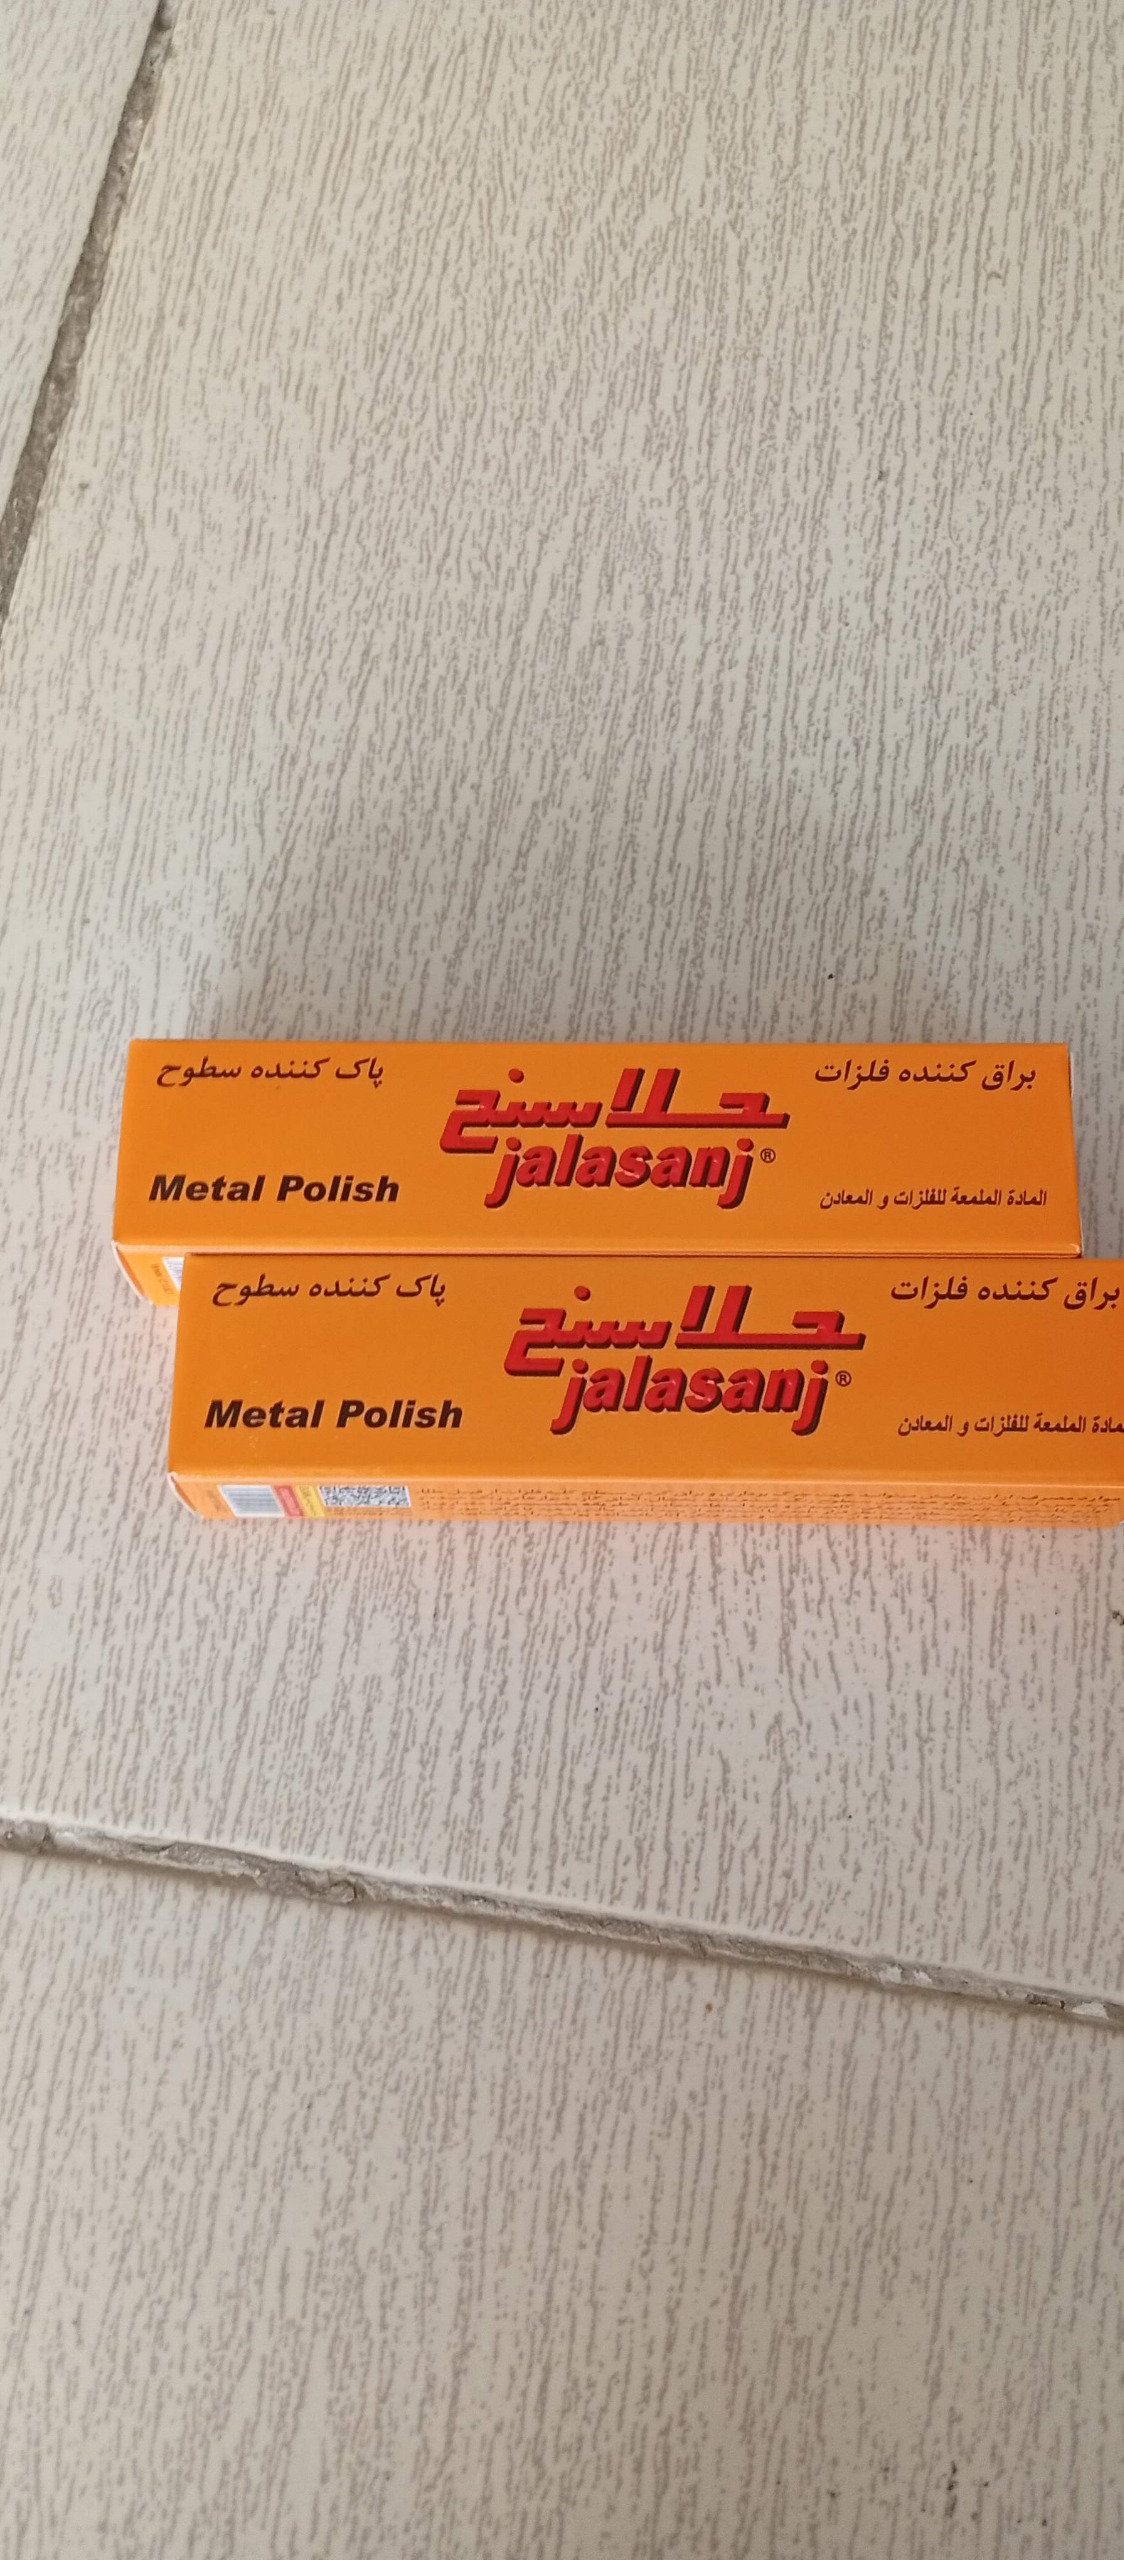 براق کننده فلزات
جلاسنج
پاک کننده سطوح
jalasanj®
Metal Polish
المادة الملمعة للفلزات و المعادن
براق کننده فلزات
جلاسنج
پاک کننده سطوح
jalasanj®
Metal Polish
الملمعة للفلزات و المعادن